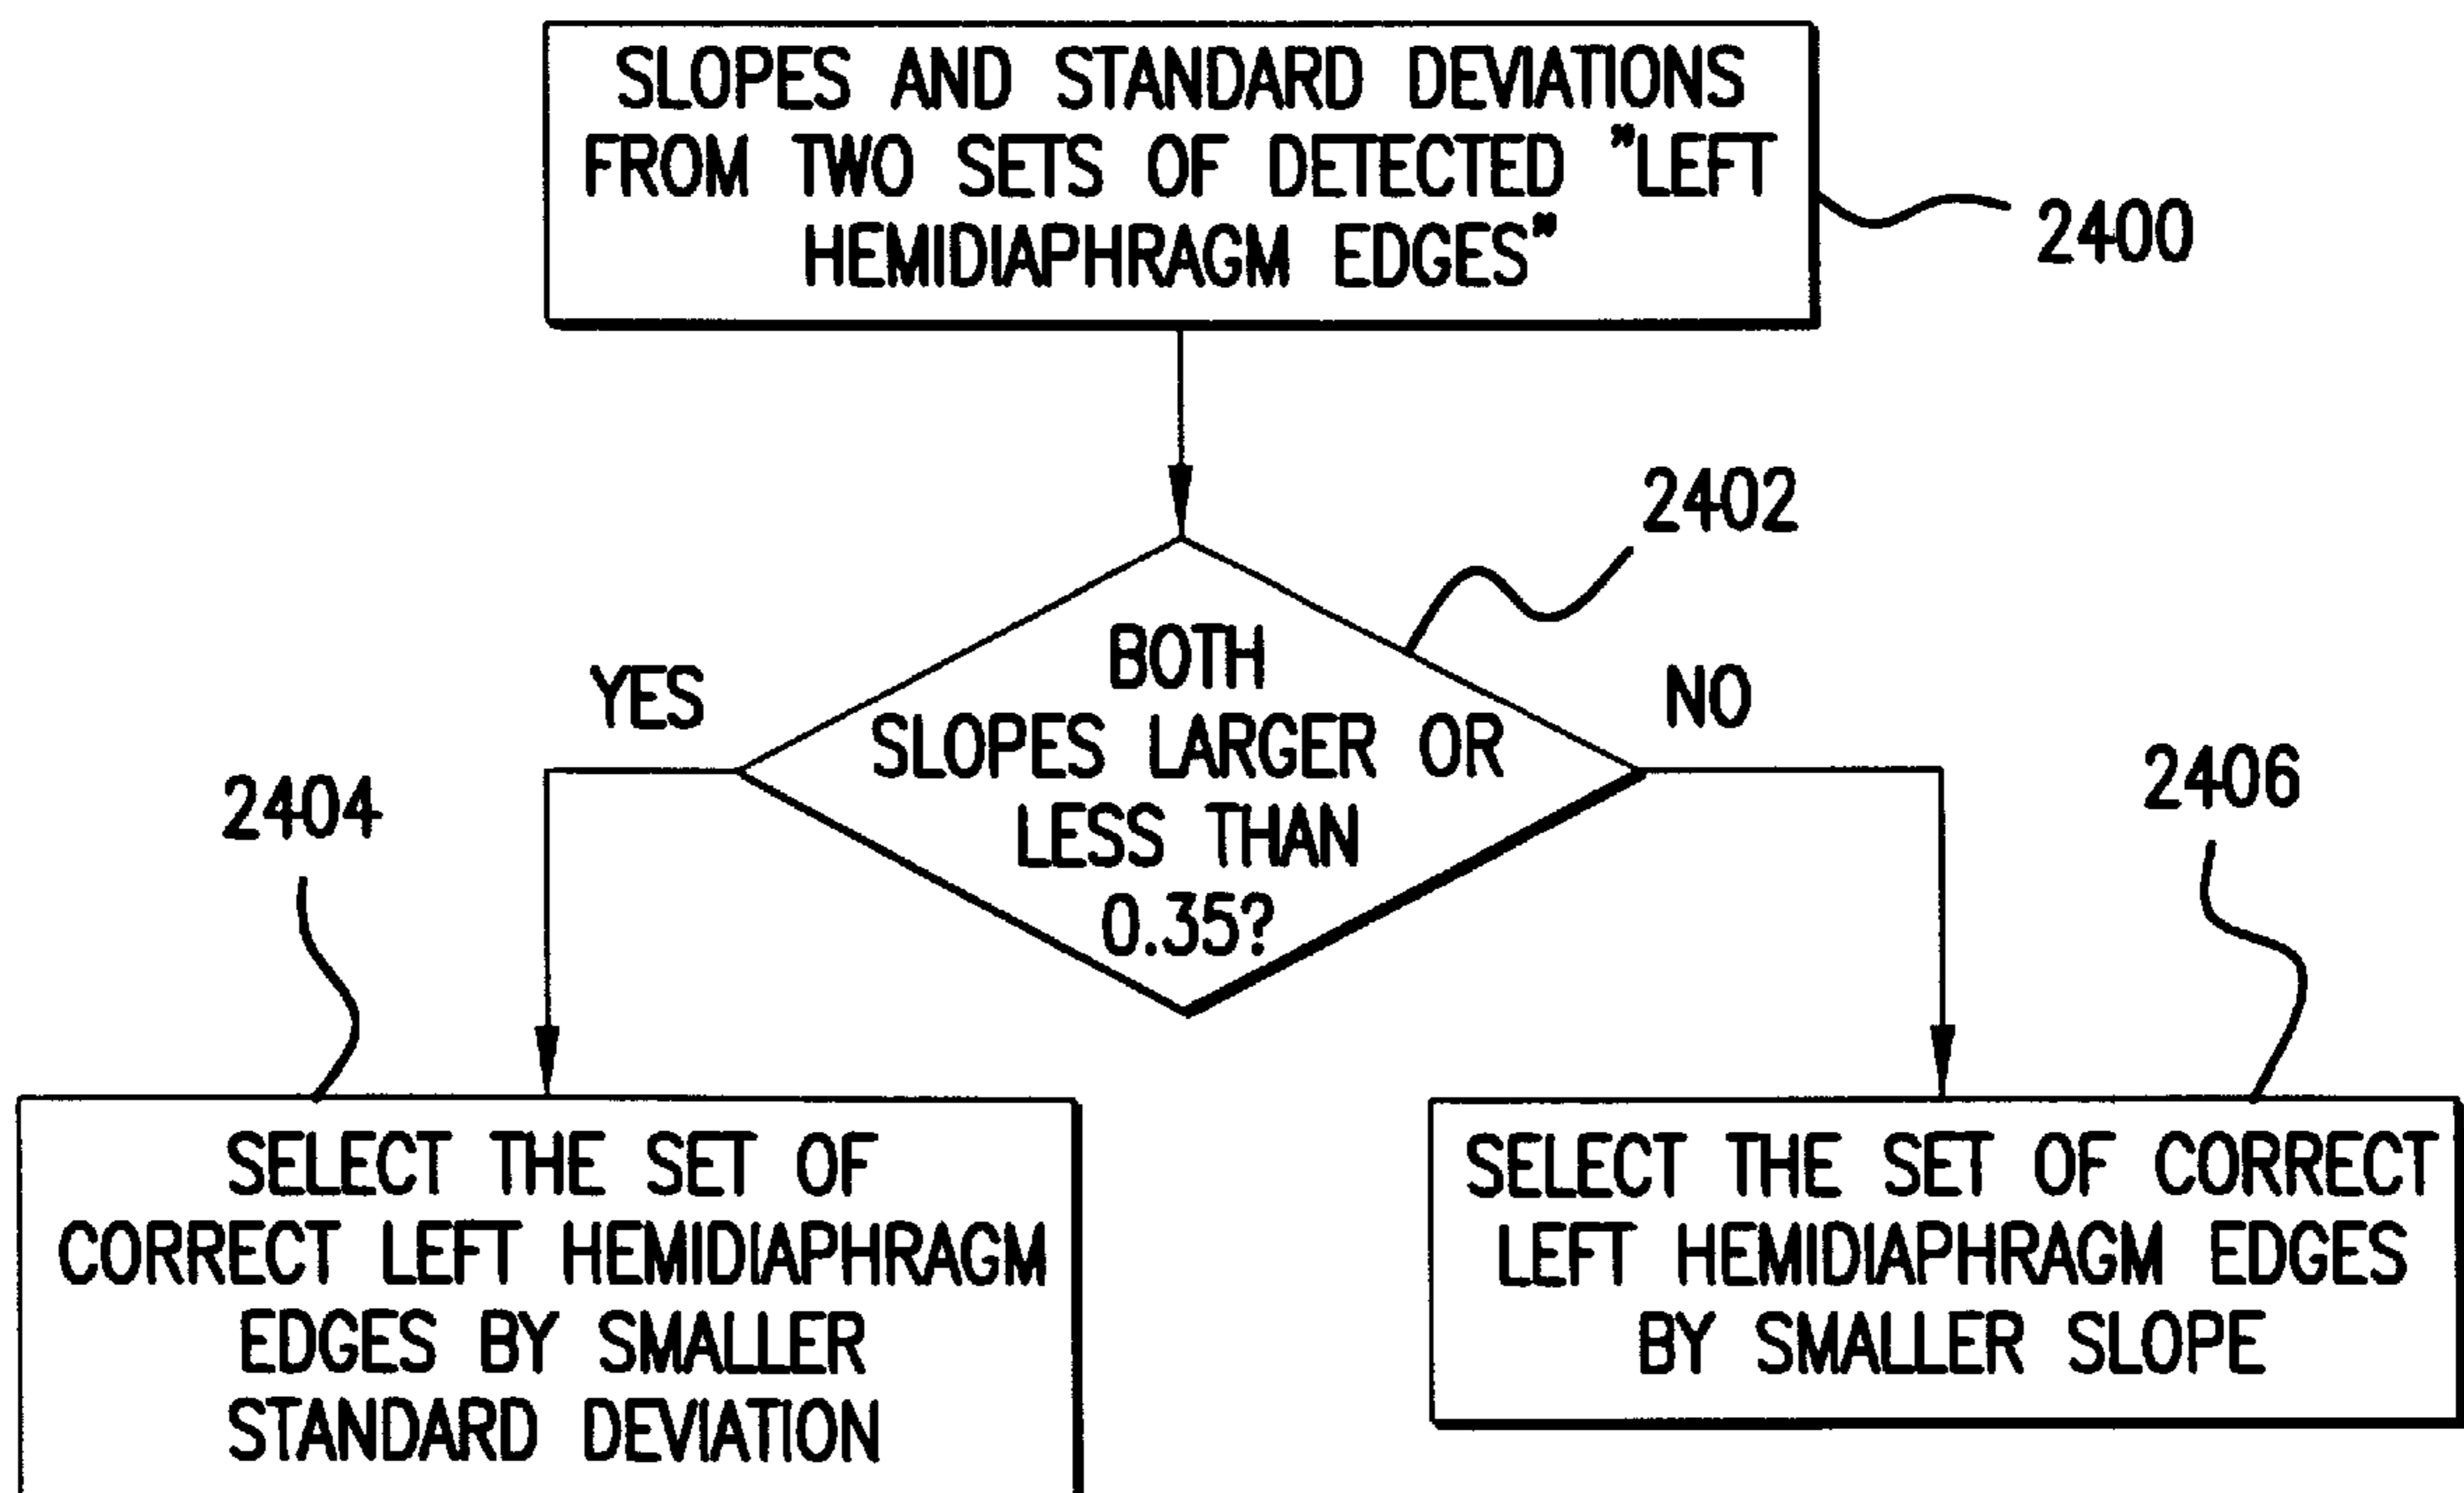 SLOPES AND STANDARD DEVIATIONS
FROM TWO SETS OF DETECTED "LEFT
HEMIDIAPHRAGM EDGES"
2400
2402
BOTH
SLOPES LARGER OR
LESS THAN
0.35?
YES
NO
2404
2406
SELECT THE SET OF
CORRECT LEFT HEMIDIAPHRAGM
EDGES BY SMALLER
STANDARD DEVIATION
SELECT THE SET OF CORRECT
LEFT HEMIDIAPHRAGM EDGES
BY SMALLER SLOPE